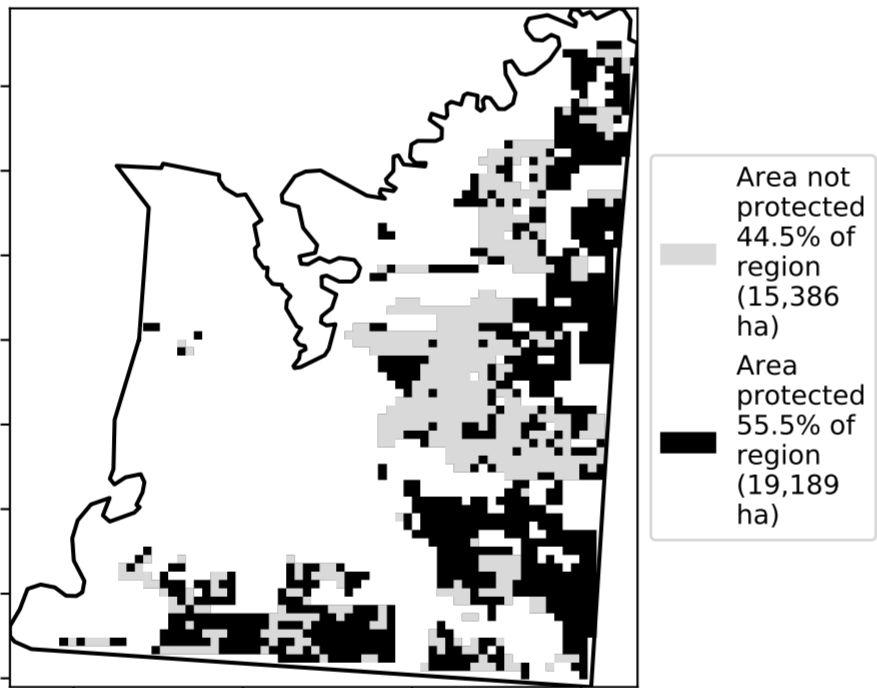 Area not
protected
44.5% of
region
(15,386
ha)
Area
protected
55.5% of
region
(19,189
ha)